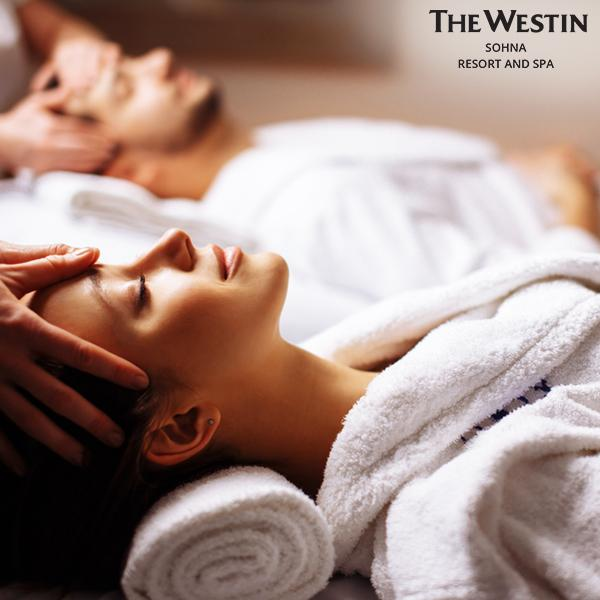 THE WESTIN
SOHNA
RESORT AND SPA